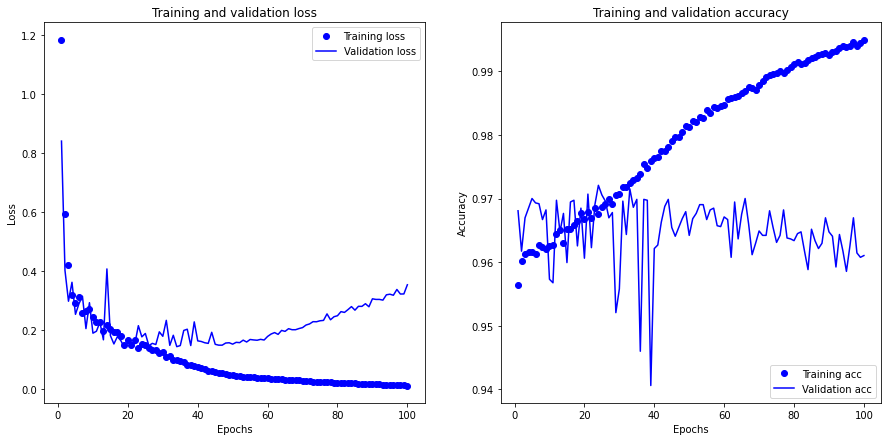 Training and validation loss
1.2
1.0
0.8
0.6
0.4
0.2
0.0
Loss
Training loss
Validation loss
0
20
40
60
80
100
Epochs
Training and validation accuracy
0.99
0.98
0.97
0.96
0.95
0.94
Accuracy
Training acc
Validation acc
0
20
40
60
80
100
Epochs